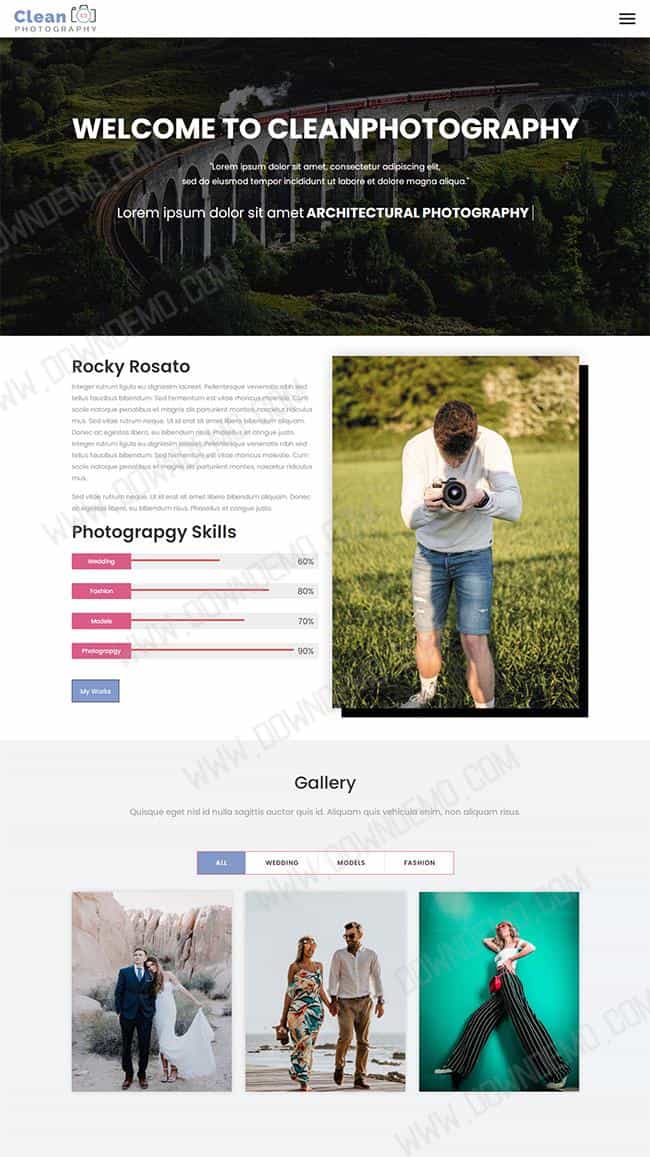 Clean
PHOTOGRAPHY
WELCOME TO CLEANPHOTOGRAPHY
"Lorem ipsum dolor sit amet, consectetur adipiscing elit,
sed do eiusmod tempor incididunt ut labore et dolore magna aliqua."
Lorem ipsum dolor sit amet ARCHITECTURAL PHOTOGRAPHY |
Rocky Rosato
Integer rutrum ligula eu dignissim laoreet. Pellentesque venenatis nibh sed
tellus faucibus bibendum. Sed fermentum est vitae rhoncus molestie. Cum
sociis natoque penatibus et magnis dis parturient montes, nascetur ridiculus
mus. Sed vitae rutrum neque. Ut id erat sit amet libero bibendum aliquam.
Donec ac egestas libero, eu bibendum risus. Phasellus et congue justo.
Integer rutrum ligula eu dignissim laoreet. Pellentesque venenatis nibh sed
tellus faucibus bibendum. Sed fermentum est vitae rhoncus molestie. Cum
sociis natoque penatibus et magnis dis parturient montes, nascetur ridiculus
mus.
Sed vitae rutrum neque. Ut id erat sit amet libero bibendum aliquam. Donec
ac egestas libero, eu bibendum risus. Phasellus et congue justo.
Photograpgy Skills
Wedding 60%
Fashion 80%
Models 70%
Photograpgy 90%
My Works
Gallery
Quisque eget nisl id nulla sagittis auctor quis id. Aliquam quis vehicula enim, non aliquam risus.
ALL WEDDING MODELS FASHION
WWW.DOWNDEMO.COM
WWW.DOWNDEMO.COM
WWW.DOWNDEMO.COM